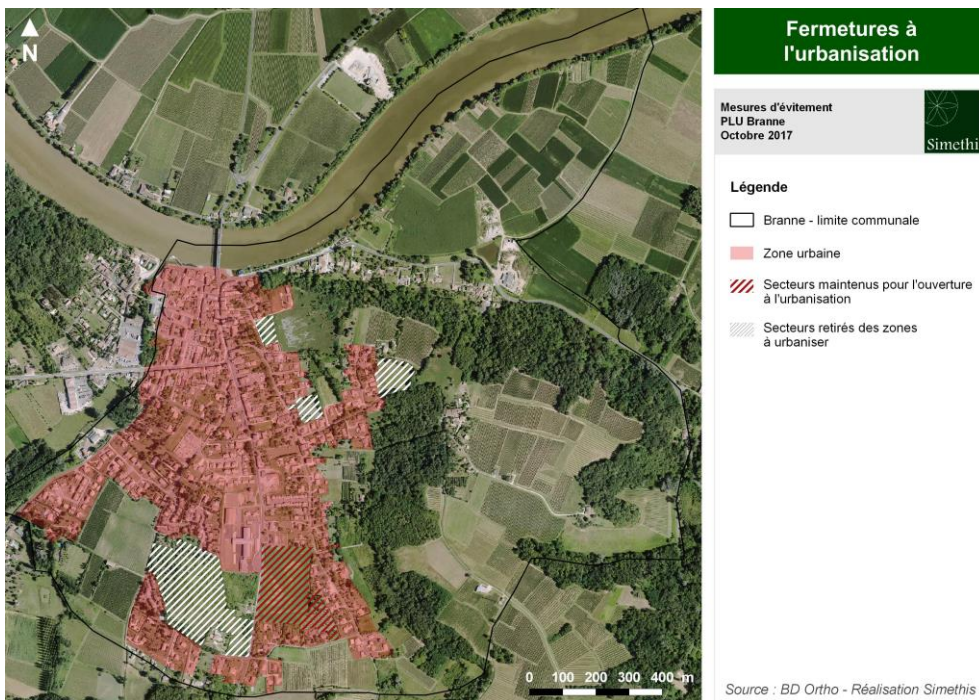 N
Fermetures à
l'urbanisation
Mesures d'évitement
PLU Branne
Octobre 2017
Simethis
Légende
Branne - limite communale
Zone urbaine
Secteurs maintenus pour l'ouverture
à l'urbanisation
Secteurs retirés des zones
à urbaniser
0 100 200 300 400 m
Source : BD Ortho - Réalisation Simethis